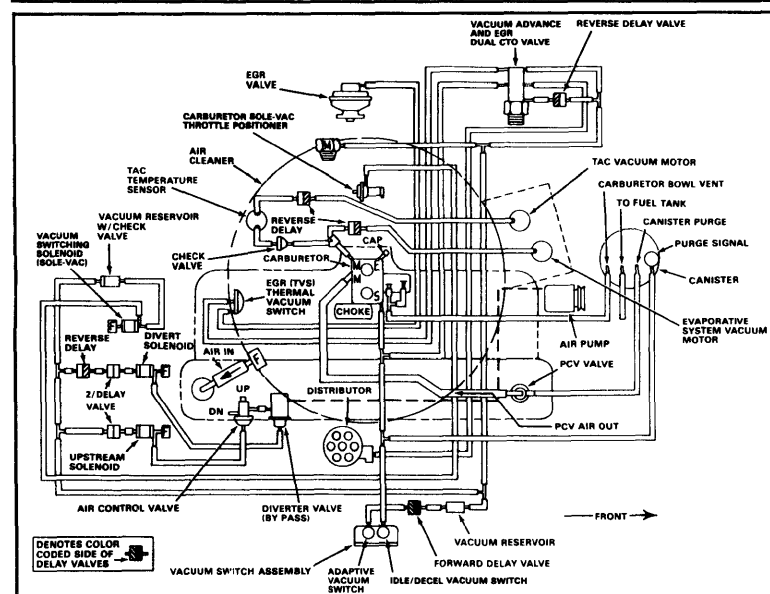 VACUUM ADVANCE
AND EGR
DUAL CTO VALVE
REVERSE DELAY VALVE
EGR
VALVE
CARBURETOR SOLE-VAC
THROTTLE POSITIONER
AIR
CLEANER
TAC
TEMPERATURE
SENSOR
TAC VACUUM MOTOR
CARBURETOR BOWL VENT
TO FUEL TANK
CANISTER PURGE
PURGE SIGNAL
VACUUM RESERVOIR
W/CHECK
VALVE
VACUUM
SWITCHING
SOLENOID
(SOLE-VAC)
REVERSE
DELAY
CHECK
VALVE
CARBURETOR
CAP
M
M
S
CHOKE
CANISTER
EGR (TVS)
THERMAL
VACUUM
SWITCH
EVAPORATIVE
SYSTEM VACUUM
MOTOR
AIR PUMP
REVERSE
DELAY
DIVERT
SOLENOID
AIR IN
F
PCV VALVE
2/DELAY
VALVE
UP
DN
DISTRIBUTOR
PCV AIR OUT
UPSTREAM
SOLENOID
AIR CONTROL VALVE
DIVERTER VALVE
(BY PASS)
FRONT
VACUUM RESERVOIR
DENOTES COLOR
CODED SIDE OF
DELAY VALVES
FORWARD DELAY VALVE
VACUUM SWITCH ASSEMBLY
ADAPTIVE
VACUUM
SWITCH
IDLE/DECEL VACUUM SWITCH